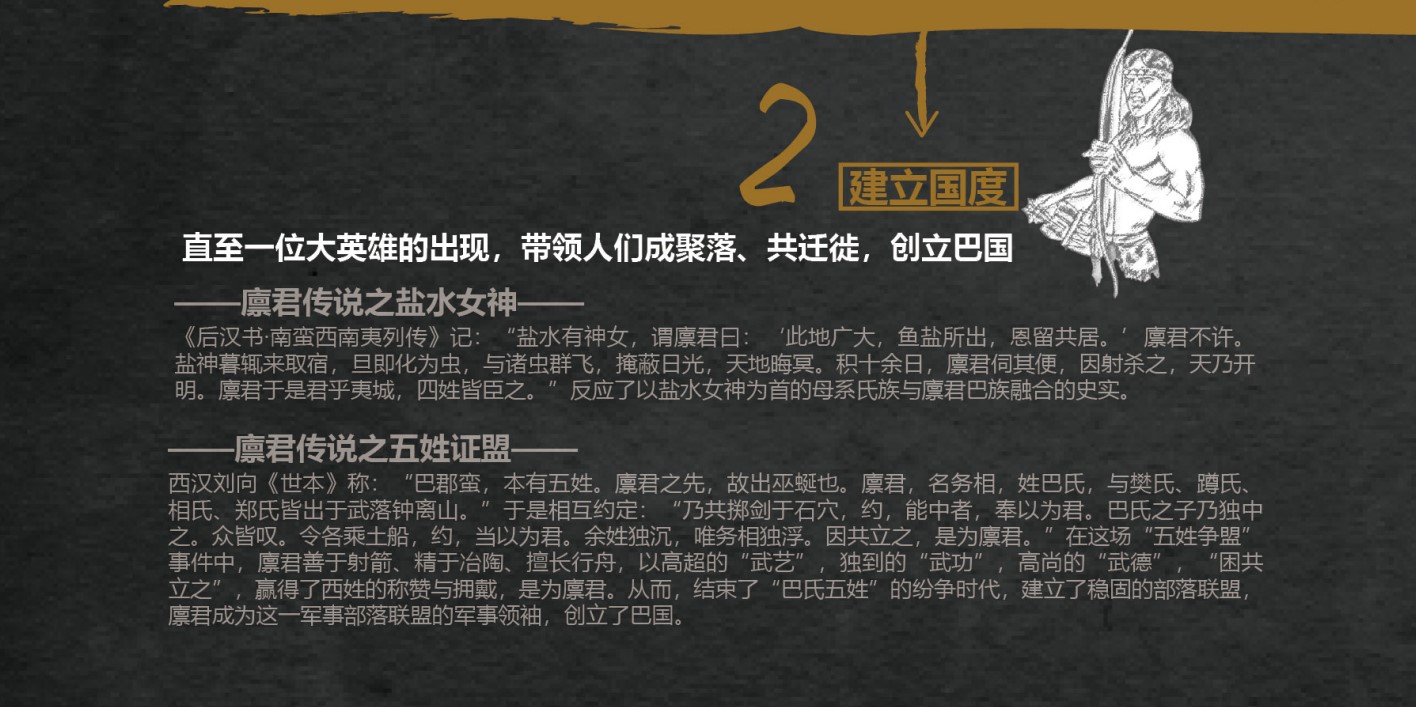 2
建立国度
直至一位大英雄的出现，带领人们成聚落、共迁徙，创立巴国
——廪君传说之盐水女神——
《后汉书·南蛮西南夷列传》记：“盐水有神女，谓廪君曰：‘此地广大，鱼盐所出，恩留共居。’廪君不许。
盐神暮辄来取宿，旦即化为虫，与诸虫群飞，掩蔽日光，天地晦冥。积十余日，廪君伺其便，因射杀之，天乃开
明。廪君于是君乎夷城，四姓皆臣之。”反应了以盐水女神为首的母系氏族与廪君巴族融合的史实。
——廪君传说之五姓证盟——
西汉刘向《世本》称：“巴郡蛮，本有五姓。廪君之先，故出巫蜒也。廪君，名务相，姓巴氏，与樊氏、蹲氏、
相氏、郑氏皆出于武落钟离山。”于是相互约定：“乃共掷剑于石穴，约，能中者，奉以为君。巴氏之子乃独中
之。众皆叹。令各乘土船，约，当以为君。余姓独沉，唯务相独浮。因共立之，是为廪君。”在这场“五姓争盟”
事件中，廪君善于射箭、精于冶陶、擅长行舟，以高超的“武艺”，独到的“武功”，高尚的“武德”，“困共
立之”，赢得了西姓的称赞与拥戴，是为廪君。从而，结束了“巴氏五姓”的纷争时代，建立了稳固的部落联盟，
廪君成为这一军事部落联盟的军事领袖，创立了巴国。